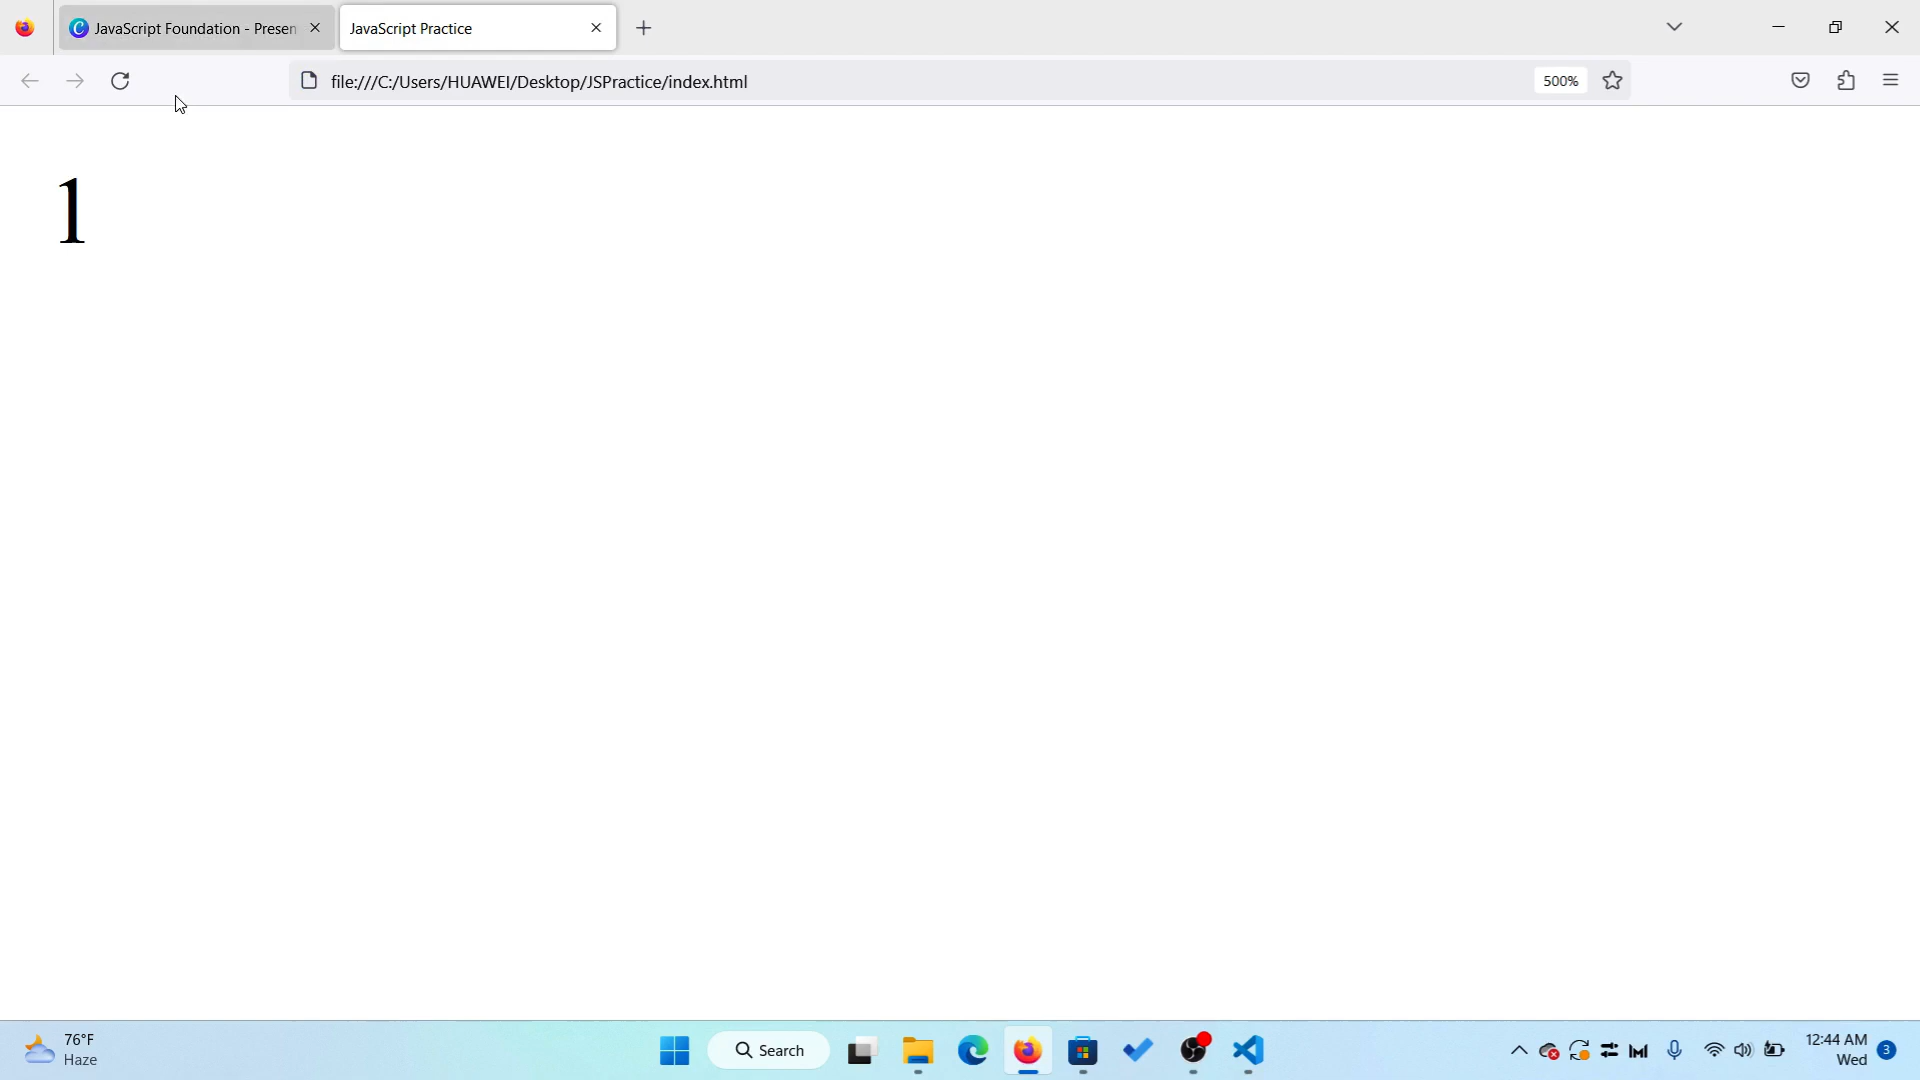 JavaScript Foundation - Presen
JavaScript Practice
file:///C:/Users/HUAWEI/Desktop/JSPractice/index.html
500%
1
76°F
Haze
Search
12:44 AM
Wed
3